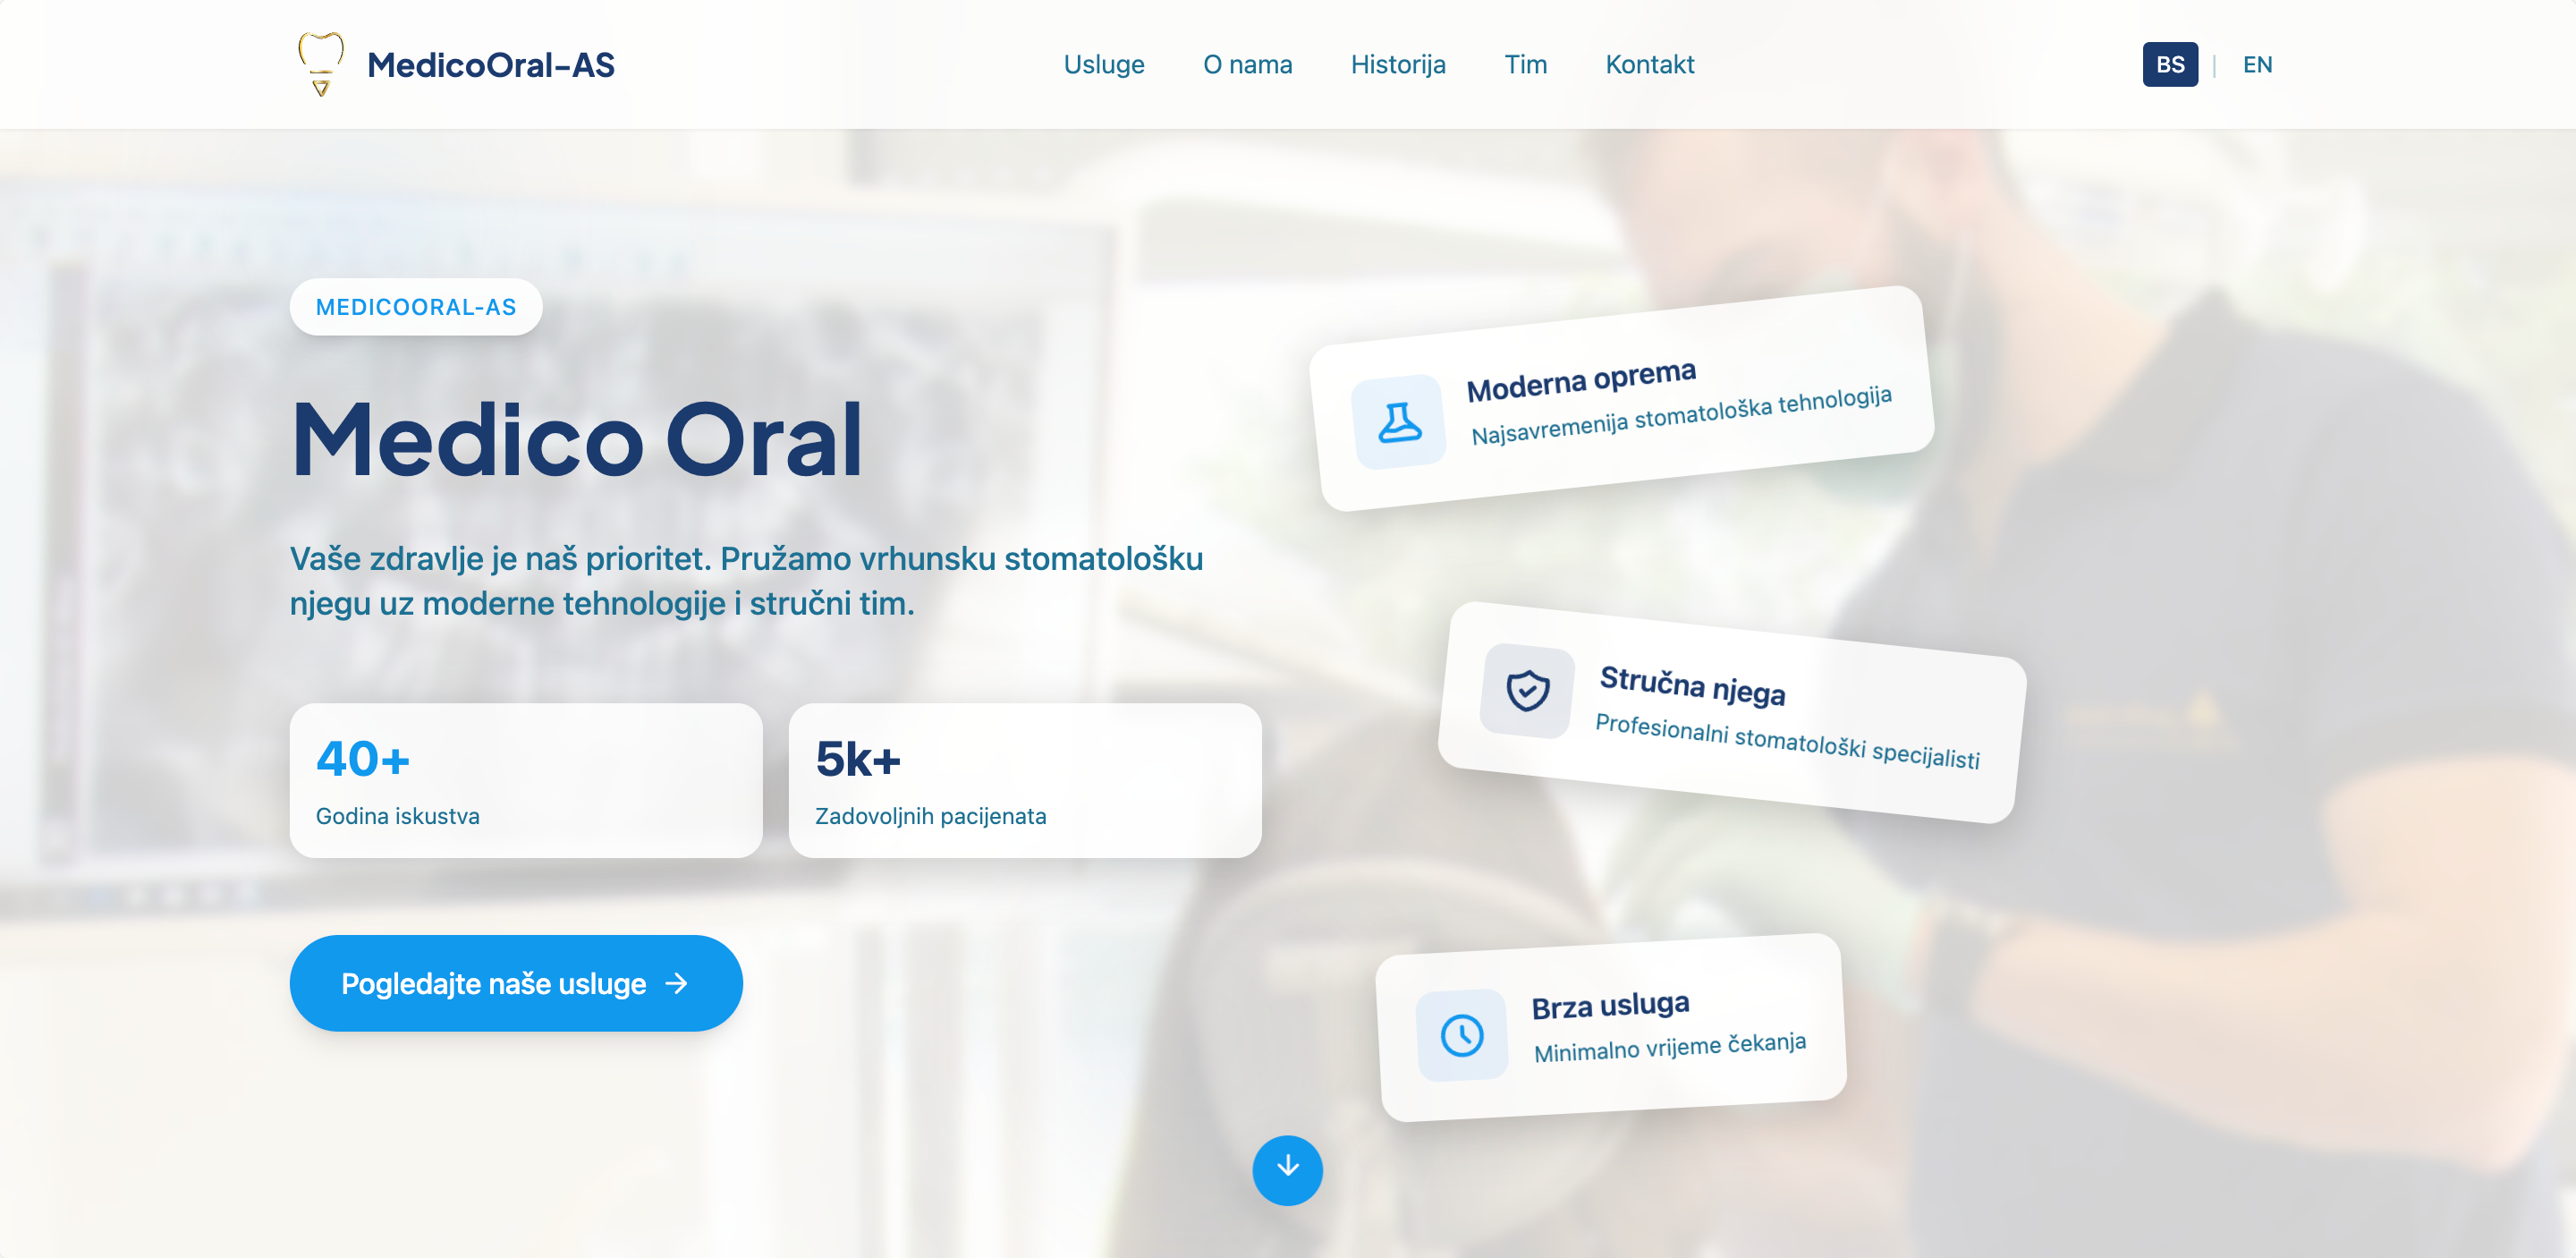 MedicoOral-AS
Usluge
O nama
Historija
Tim
Kontakt
BS | EN
MEDICOORAL-AS
Medico Oral
Vaše zdravlje je naš prioritet. Pružamo vrhunsku stomatološku
njegu uz moderne tehnologije i stručni tim.
40+
Godina iskustva
5k+
Zadovoljnih pacijenata
Pogledajte naše usluge
Moderna oprema
Najsavremenija stomatološka tehnologija
Stručna njega
Profesionalni stomatološki specijalisti
Brza usluga
Minimalno vrijeme čekanja